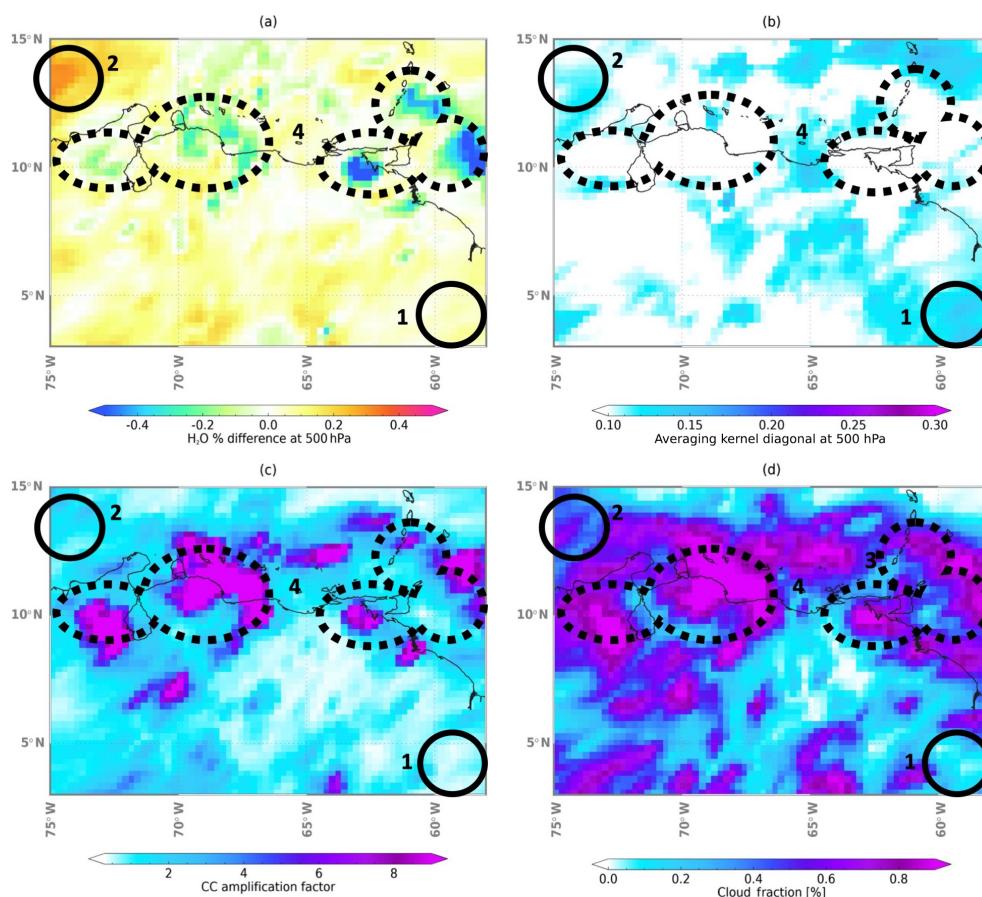 (a)
(b)
15°N
10°N
5°N
2
4
1
75°W
70°W
65°W
60°W
-0.4
-0.2
0.0
0.2
0.4
H₂O % difference at 500 hPa
15°N
10°N
5°N
2
4
1
75°W
70°W
65°W
60°W
0.10
0.15
0.20
0.25
0.30
Averaging kernel diagonal at 500 hPa
(c)
(d)
15°N
10°N
5°N
2
4
1
75°W
70°W
65°W
60°W
2
4
6
8
CC amplification factor
15°N
10°N
5°N
2
3
4
1
75°W
70°W
65°W
60°W
0.0
0.2
0.4
0.6
0.8
Cloud fraction [%]